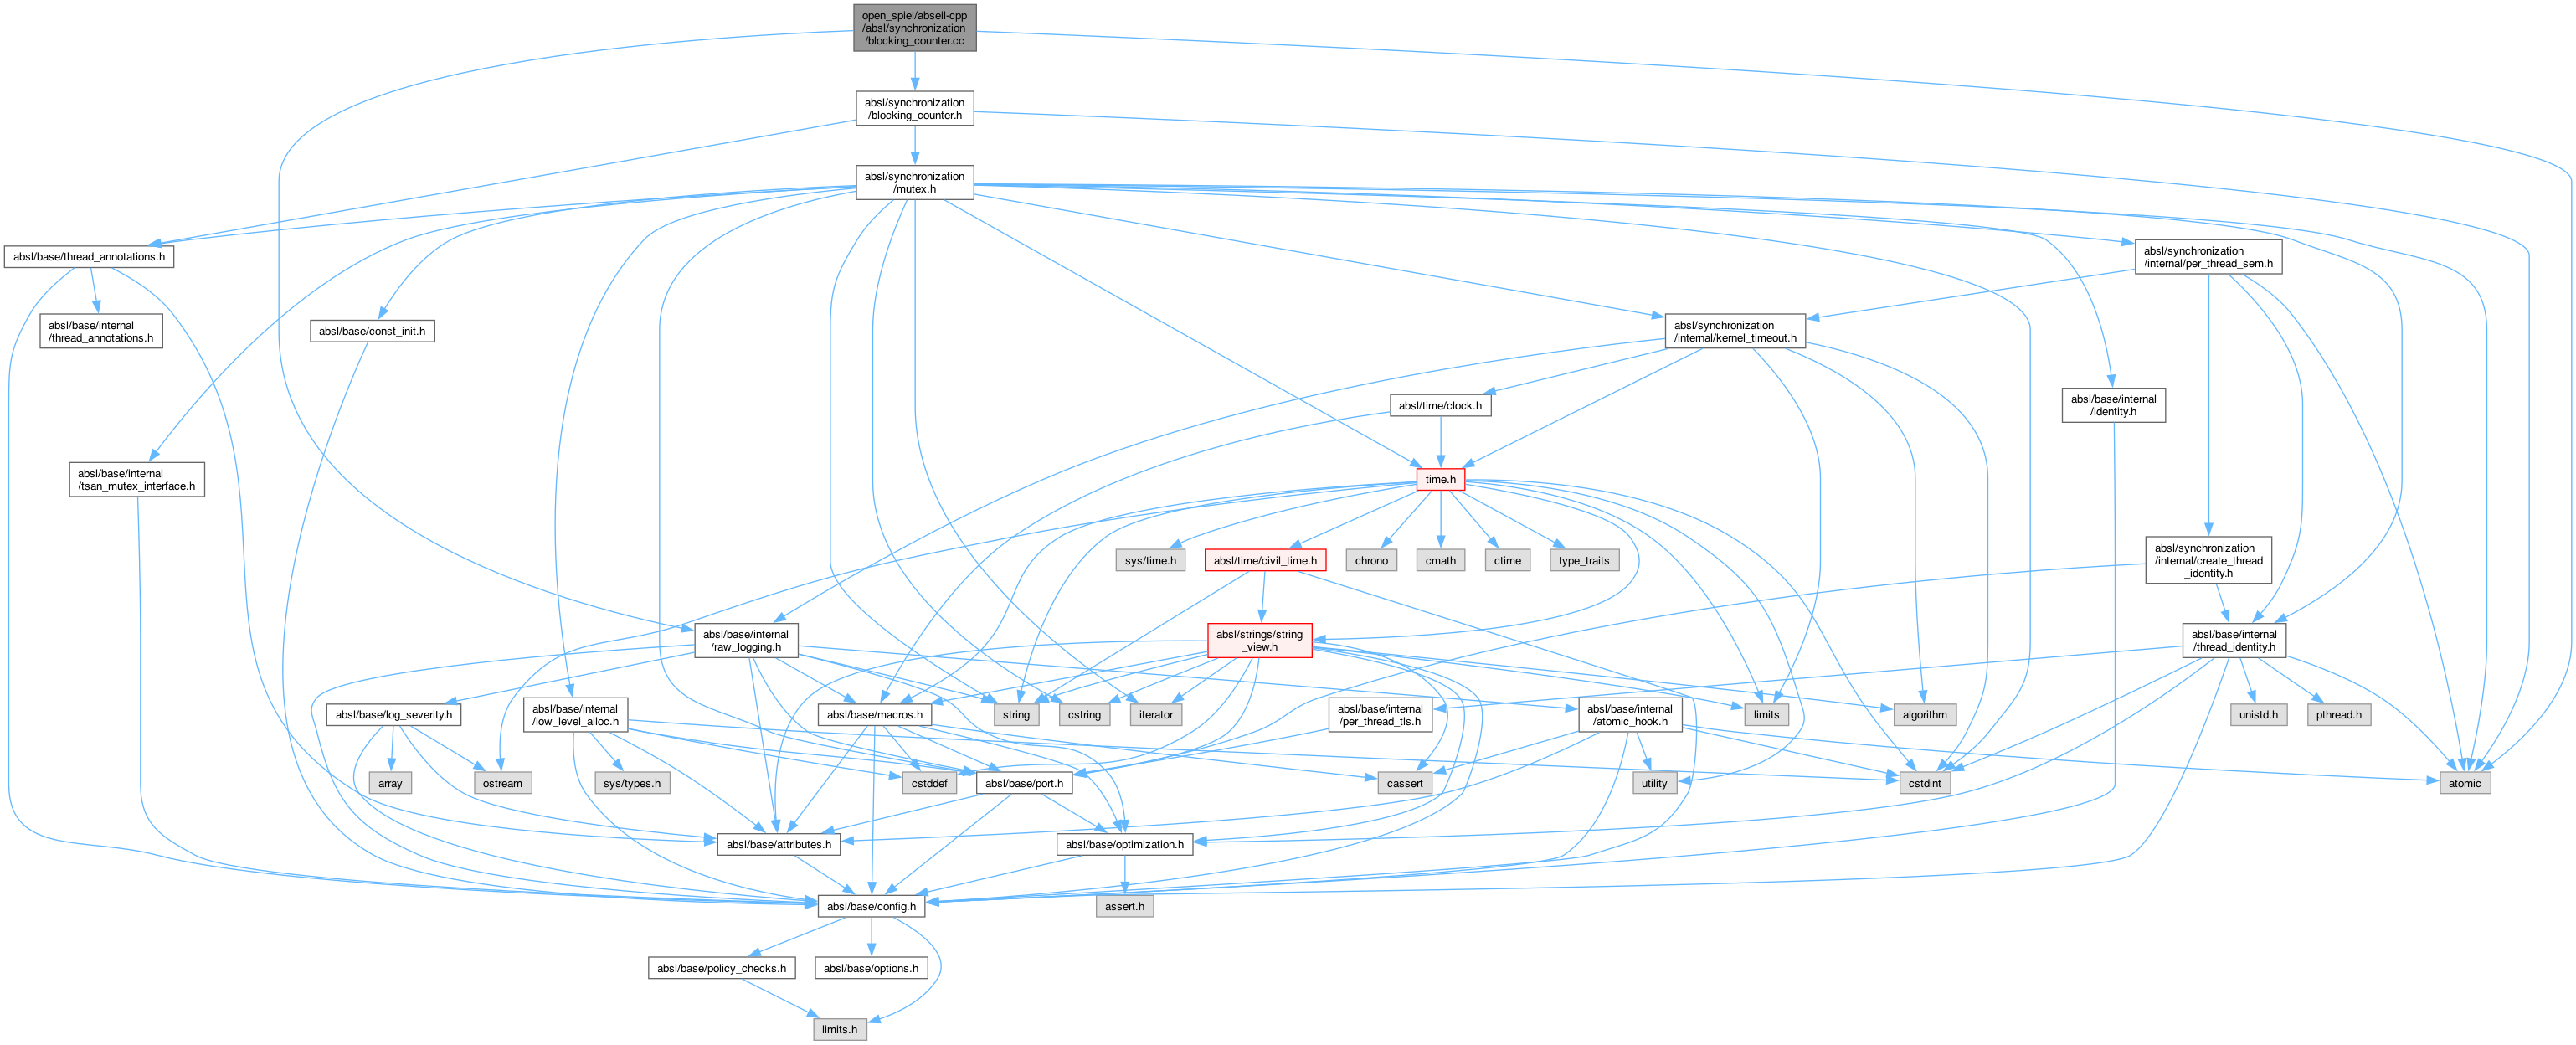 open_spiel/abseil-cpp
/absl/synchronization
/blocking_counter.cc
absl/synchronization
/blocking_counter.h
absl/synchronization
/mutex.h
absl/base/thread_annotations.h
absl/synchronization
/internal/per_thread_sem.h
absl/base/internal
/thread_annotations.h
absl/base/const_init.h
absl/synchronization
/internal/kernel_timeout.h
absl/time/clock.h
absl/base/internal
/identity.h
absl/base/internal
/tsan_mutex_interface.h
time.h
sys/time.h
absl/time/civil_time.h
chrono
cmath
ctime
type_traits
absl/synchronization
/internal/create_thread
_identity.h
absl/base/internal
/raw_logging.h
absl/strings/string
_view.h
absl/base/internal
/thread_identity.h
absl/base/log_severity.h
absl/base/internal
/low_level_alloc.h
absl/base/macros.h
string
cstring
iterator
absl/base/internal
/per_thread_tls.h
absl/base/internal
/atomic_hook.h
limits
algorithm
unistd.h
pthread.h
array
ostream
sys/types.h
cstddef
absl/base/port.h
cassert
utility
cstdint
atomic
absl/base/attributes.h
absl/base/optimization.h
absl/base/config.h
assert.h
absl/base/policy_checks.h
absl/base/options.h
limits.h